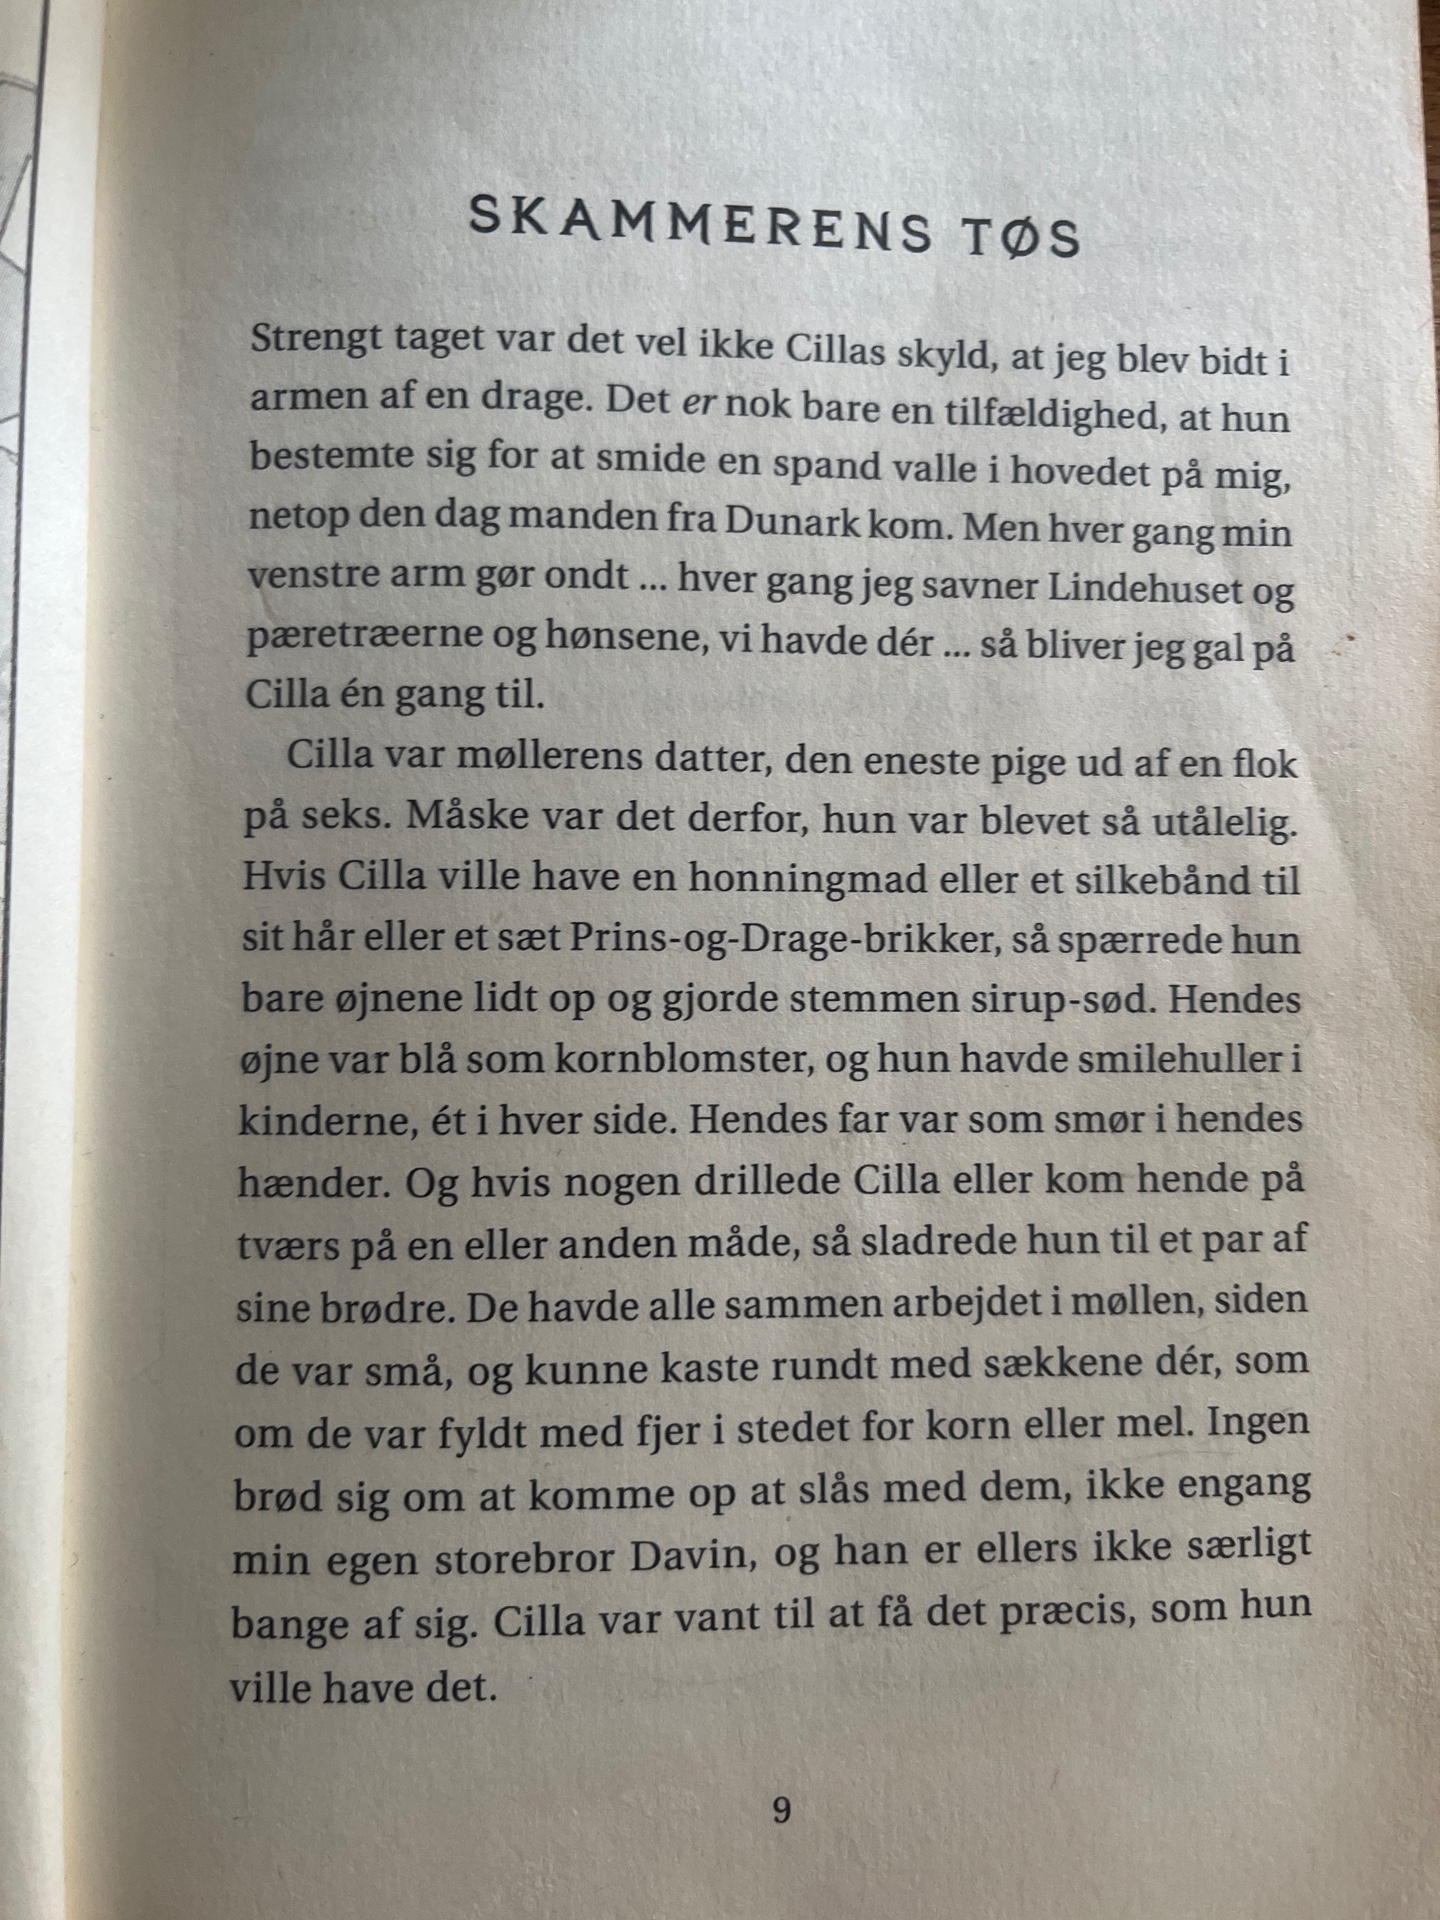 SKAMMERENS TØS
Strengt taget var det vel ikke Cillas skyld, at jeg blev bidt i
armen af en drage. Det er nok bare en tilfældighed, at hun
bestemte sig for at smide en spand valle i hovedet på mig,
netop den dag manden fra Dunark kom. Men hver gang min
venstre arm gør ondt ... hver gang jeg savner Lindehuset og
pæretræerne og hønsene, vi havde dér ... så bliver jeg gal på
Cilla én gang til.
Cilla var møllerens datter, den eneste pige ud af en flok
på seks. Måske var det derfor, hun var blevet så utålelig.
Hvis Cilla ville have en honningmad eller et silkebånd til
sit hår eller et sæt Prins-og-Drage-brikker, så spærrede hun
bare øjnene lidt op og gjorde stemmen sirup-sød. Hendes
øjne var blå som kornblomster, og hun havde smilehuller i
kinderne, ét i hver side. Hendes far var som smør i hendes
hænder. Og hvis nogen drillede Cilla eller kom hende på
tværs på en eller anden måde, så sladrede hun til et par af
sine brødre. De havde alle sammen arbejdet i møllen, siden
de var små, og kunne kaste rundt med sækkene dér, som
om de var fyldt med fjer i stedet for korn eller mel. Ingen
brød sig om at komme op at slås med dem, ikke engang
min egen storebror Davin, og han er ellers ikke særligt
bange af sig. Cilla var vant til at få det præcis, som hun
ville have det.
9